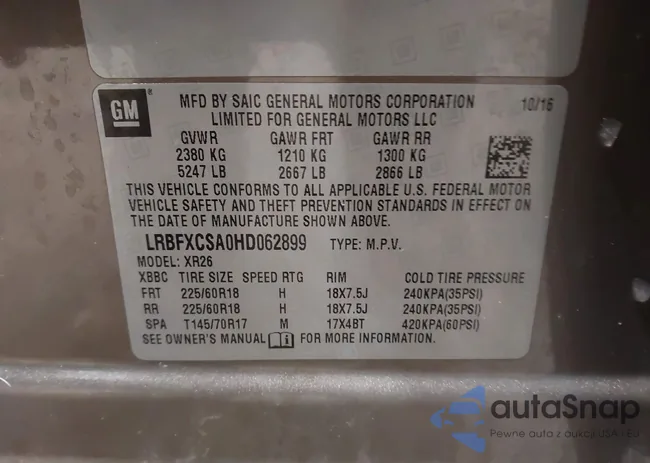 GM ®
MFD BY SAIC GENERAL MOTORS CORPORATION 10/16
LIMITED FOR GENERAL MOTORS LLC
GVWR GAWR FRT GAWR RR
2380 KG 1210 KG 1300 KG
5247 LB 2667 LB 2866 LB
THIS VEHICLE CONFORMS TO ALL APPLICABLE U.S. FEDERAL MOTOR
VEHICLE SAFETY AND THEFT PREVENTION STANDARDS IN EFFECT ON
THE DATE OF MANUFACTURE SHOWN ABOVE.
LRBFXCSA0HD062899 TYPE: M.P.V.
MODEL: XR26
XBBC TIRE SIZE SPEED RTG RIM COLD TIRE PRESSURE
FRT 225/60R18 H 18X7.5J 240KPA(35PSI)
RR 225/60R18 H 18X7.5J 240KPA(35PSI)
SPA T145/70R17 M 17X4BT 420KPA(60PSI)
SEE OWNER'S MANUAL FOR MORE INFORMATION.
autoSnap
Pewne auta z aukcji USA i EU